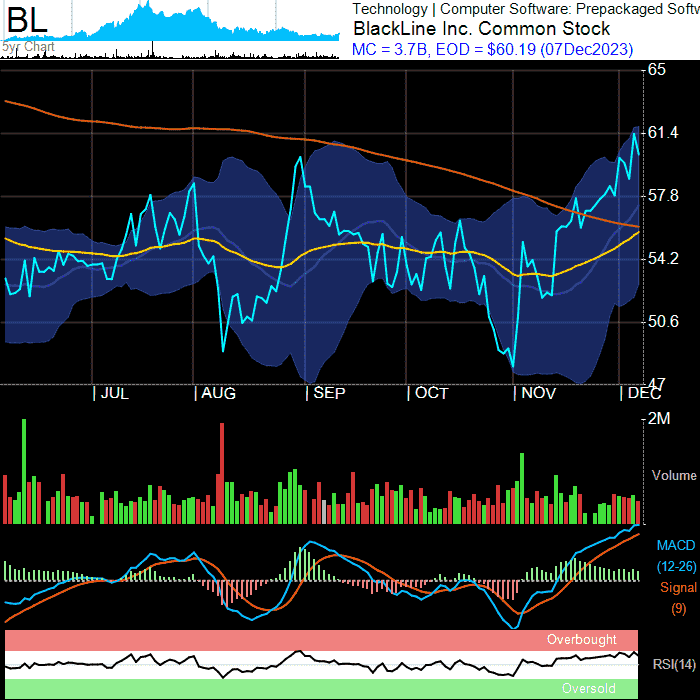 BL
5yr Chart
Technology | Computer Software: Prepackaged Softw
BlackLine Inc. Common Stock
MC = 3.7B, EOD = $60.19 (07Dec2023)
65
61.4
57.8
54.2
50.6
47
JUL AUG SEP OCT NOV DEC
2M
Volume
MACD
(12-26)
Signal
(9)
Overbought
RSI(14)
Oversold